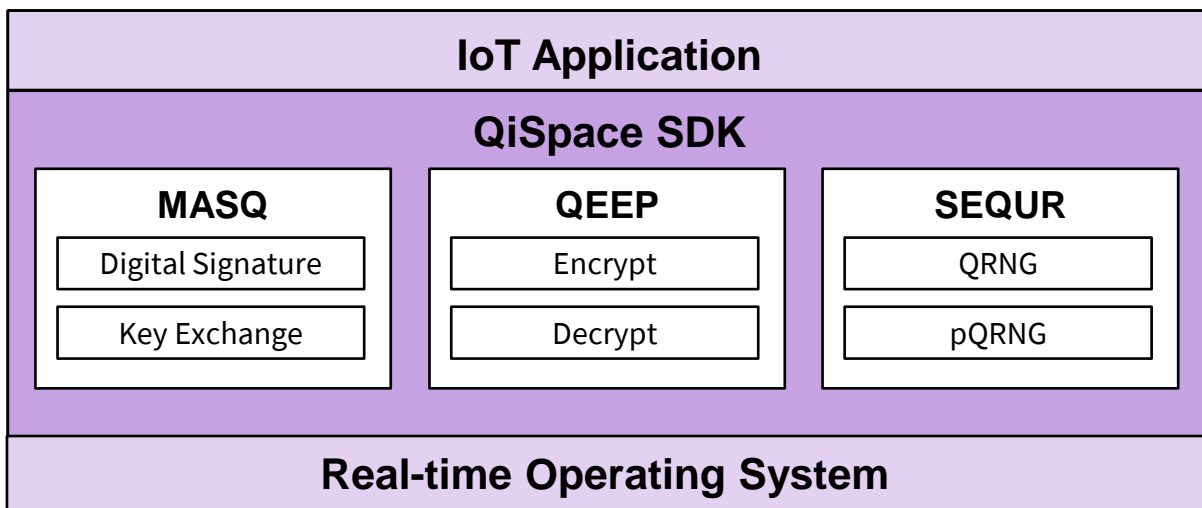 IoT Application
QiSpace SDK
MASQ
Digital Signature
Key Exchange
QEEP
Encrypt
Decrypt
SEQUR
QRNG
pQRNG
Real-time Operating System